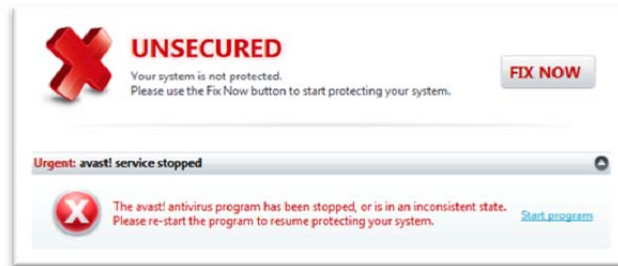 UNSECURED
Your system is not protected.
Please use the Fix Now button to start protecting your system.
FIX NOW
Urgent: avast! service stopped
The avast! antivirus program has been stopped, or is in an inconsistent state.
Please re-start the program to resume protecting your system.
Start program